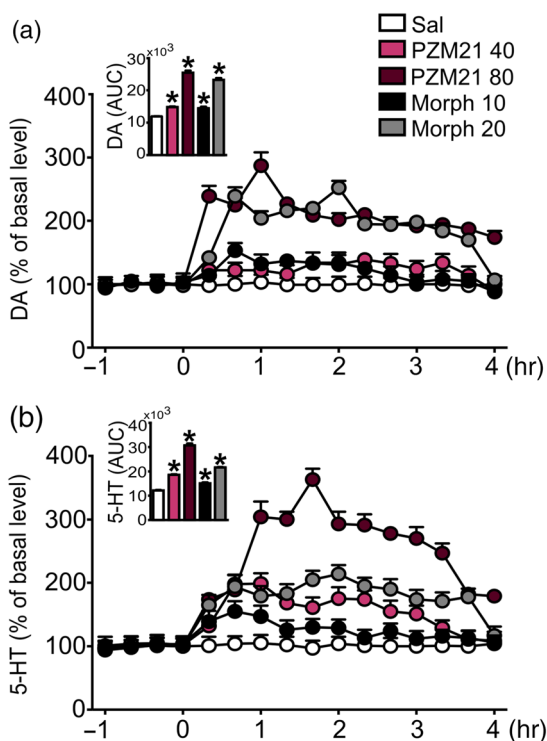 (a)
Sal
PZM21 40
PZM21 80
Morph 10
Morph 20
×10³
30
20
10
0
DA (AUC)
* * * *
DA (% of basal level)
400
300
200
100
0
−1 0 1 2 3 4 (hr)
(b)
×10³
40
30
20
10
0
5-HT (AUC)
* * * *
5-HT (% of basal level)
400
300
200
100
0
−1 0 1 2 3 4 (hr)